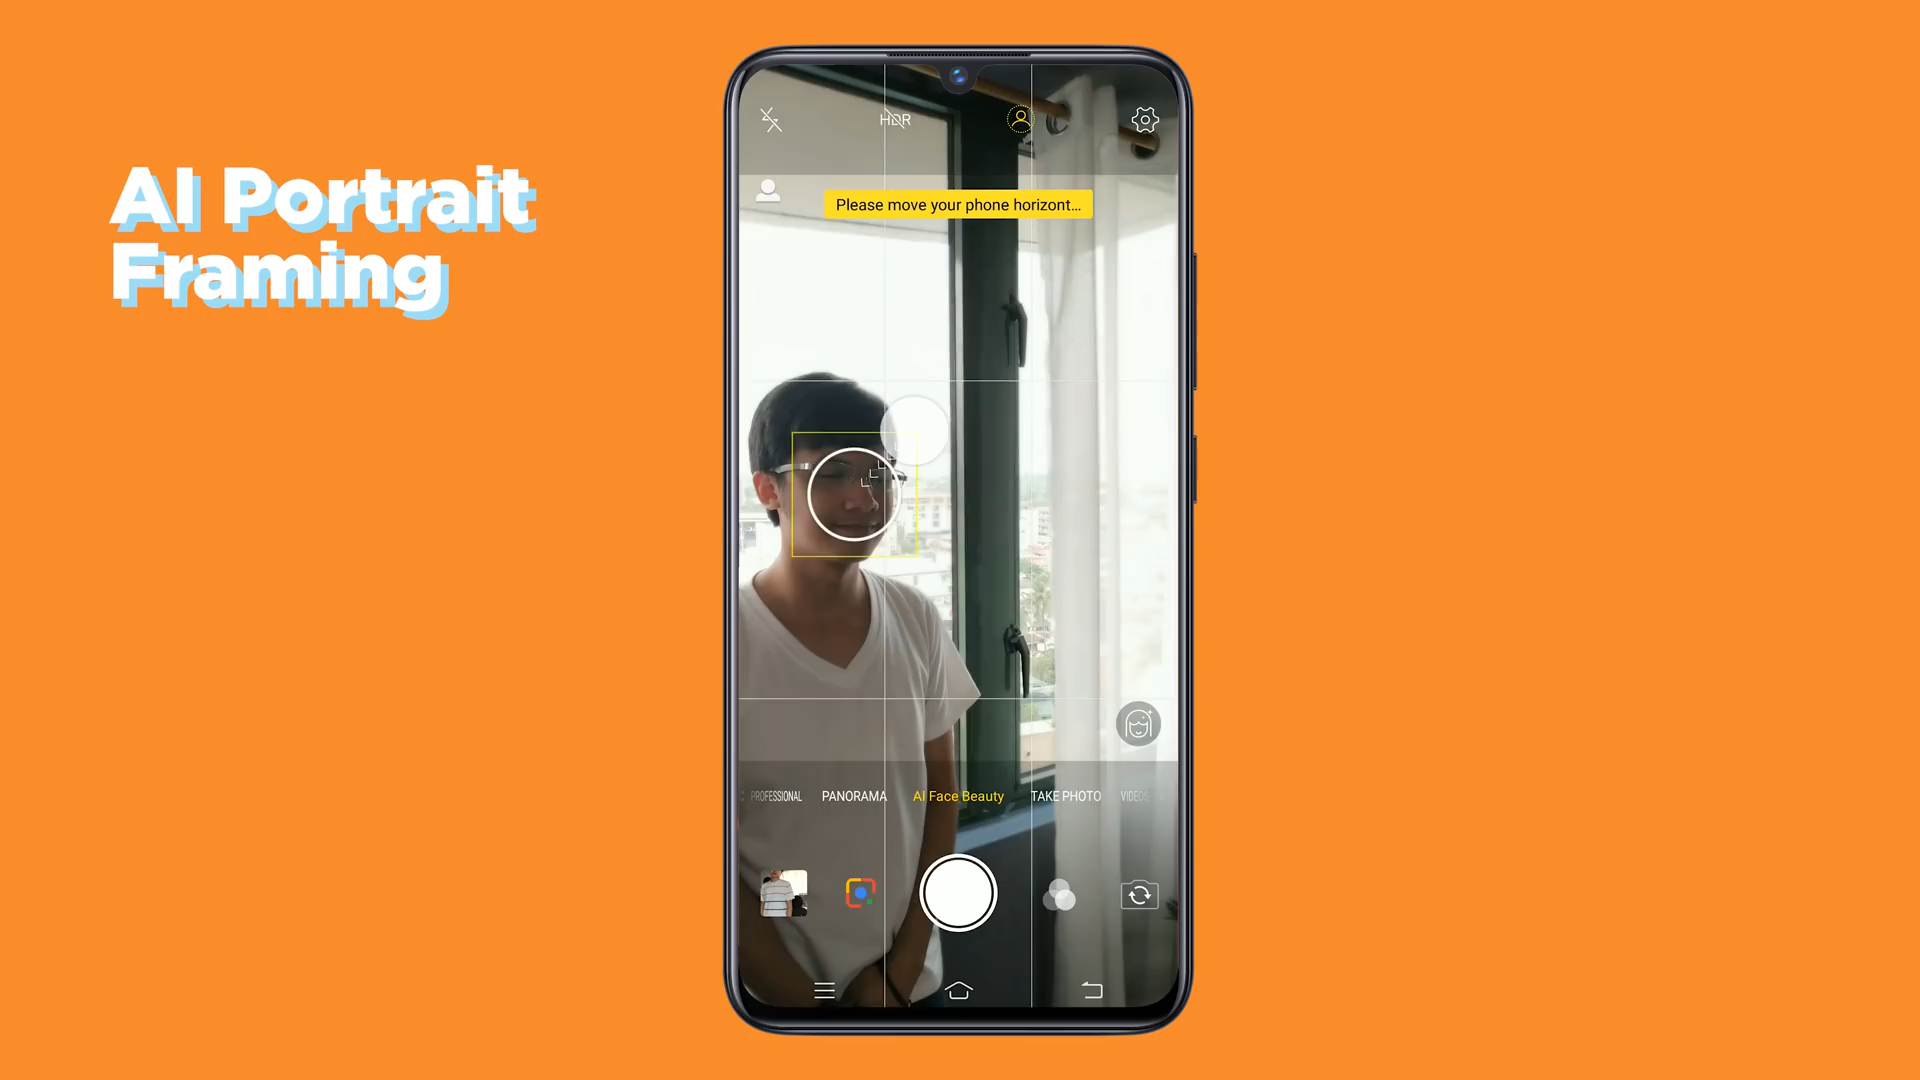 AI Portrait
Framing
HDR
Please move your phone horizont...
PROFESSIONAL PANORAMA AI Face Beauty TAKE PHOTO VIDEO